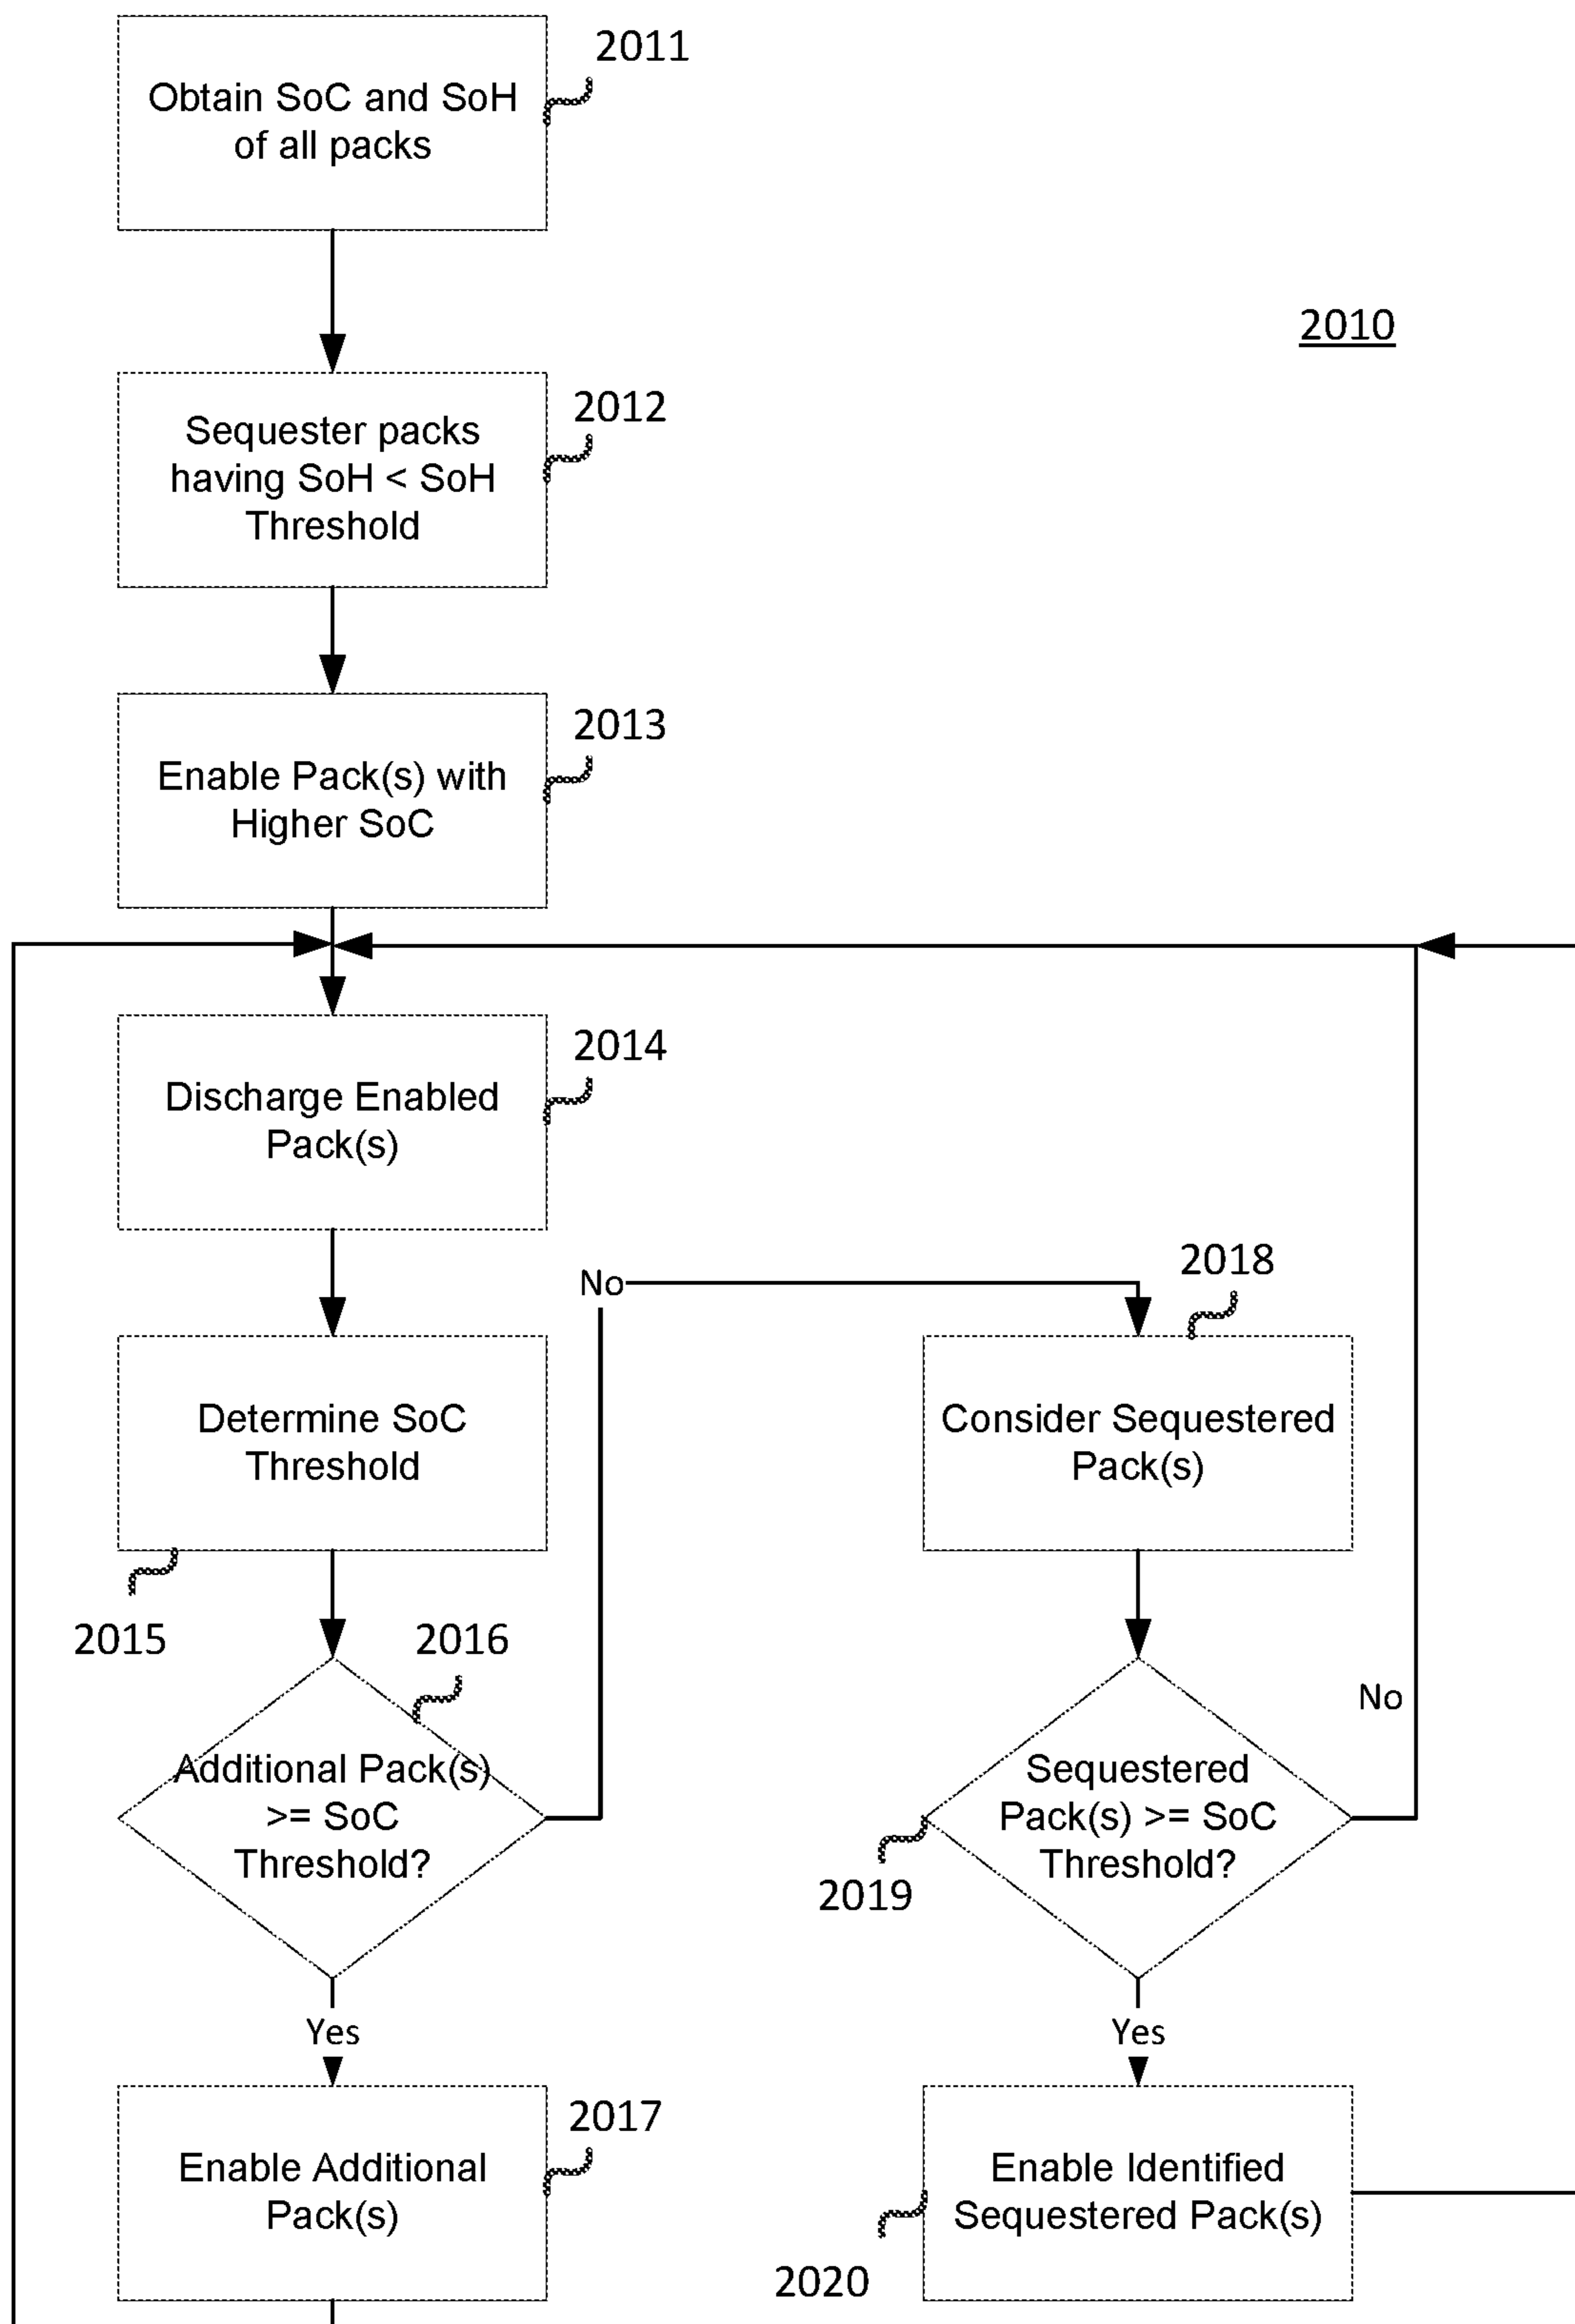 2011
Obtain SoC and SoH
of all packs
2010
2012
Sequester packs
having SoH < SoH
Threshold
2013
Enable Pack(s) with
Higher SoC
2014
Discharge Enabled
Pack(s)
No
2018
Determine SoC
Threshold
Consider Sequestered
Pack(s)
2015
2016
Additional Pack(s)
>= SoC
Threshold?
No
Sequestered
Pack(s) >= SoC
Threshold?
2019
Yes
Yes
2017
Enable Additional
Pack(s)
Enable Identified
Sequestered Pack(s)
2020